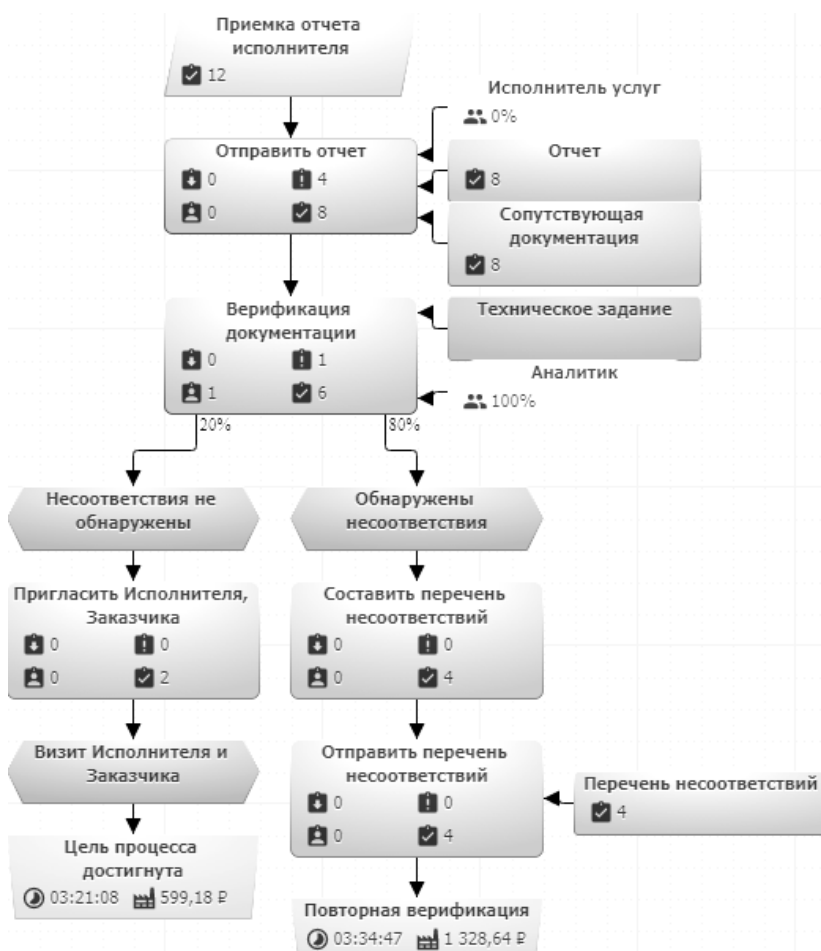 Приемка отчета
исполнителя
12
Исполнитель услуг
0%
Отправить отчет
0 4
0 8
Отчет
8
Сопутствующая
документация
8
Верификация
документации
0 1
1 6
Техническое задание
Аналитик
100%
20%
80%
Несоответствия не
обнаружены
Обнаружены
несоответствия
Пригласить Исполнителя,
Заказчика
0 0
0 2
Составить перечень
несоответствий
0 0
0 4
Визит Исполнителя и
Заказчика
Отправить перечень
несоответствий
0 0
0 4
Перечень несоответствий
4
Цель процесса
достигнута
03:21:08 599,18 ₽
Повторная верификация
03:34:47 1 328,64 ₽